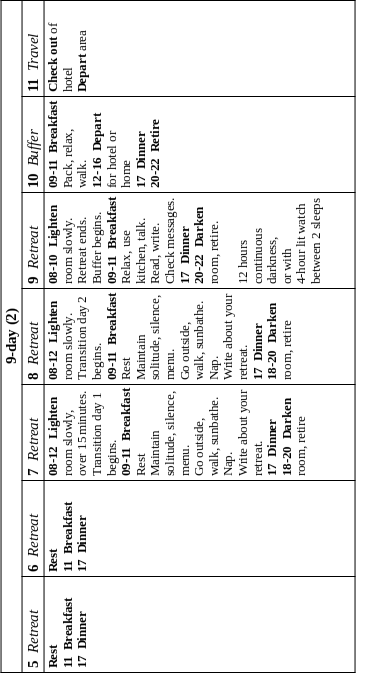 9-day (2)
5 Retreat
Rest
11 Breakfast
17 Dinner
6 Retreat
Rest
11 Breakfast
17 Dinner
7 Retreat
08-12 Lighten
room slowly,
over 15 minutes.
Transition day 1
begins.
09-11 Breakfast
Rest
Maintain
solitude, silence,
menu.
Go outside,
walk, sunbathe.
Nap.
Write about your
retreat.
17 Dinner
18-20 Darken
room, retire
8 Retreat
08-12 Lighten
room slowly.
Transition day 2
begins.
09-11 Breakfast
Rest
Maintain
solitude, silence,
menu.
Go outside,
walk, sunbathe.
Nap.
Write about your
retreat.
17 Dinner
18-20 Darken
room, retire
9 Retreat
08-10 Lighten
room slowly.
Retreat ends.
Buffer begins.
09-11 Breakfast
Relax, use
kitchen, talk.
Read, write.
Check messages.
17 Dinner
20-22 Darken
room, retire.
12 hours
continuous
darkness,
or with
4-hour lit watch
between 2 sleeps
10 Buffer
09-11 Breakfast
Pack, relax,
walk.
12-16 Depart
for hotel or
home
17 Dinner
20-22 Retire
11 Travel
Check out of
hotel
Depart area